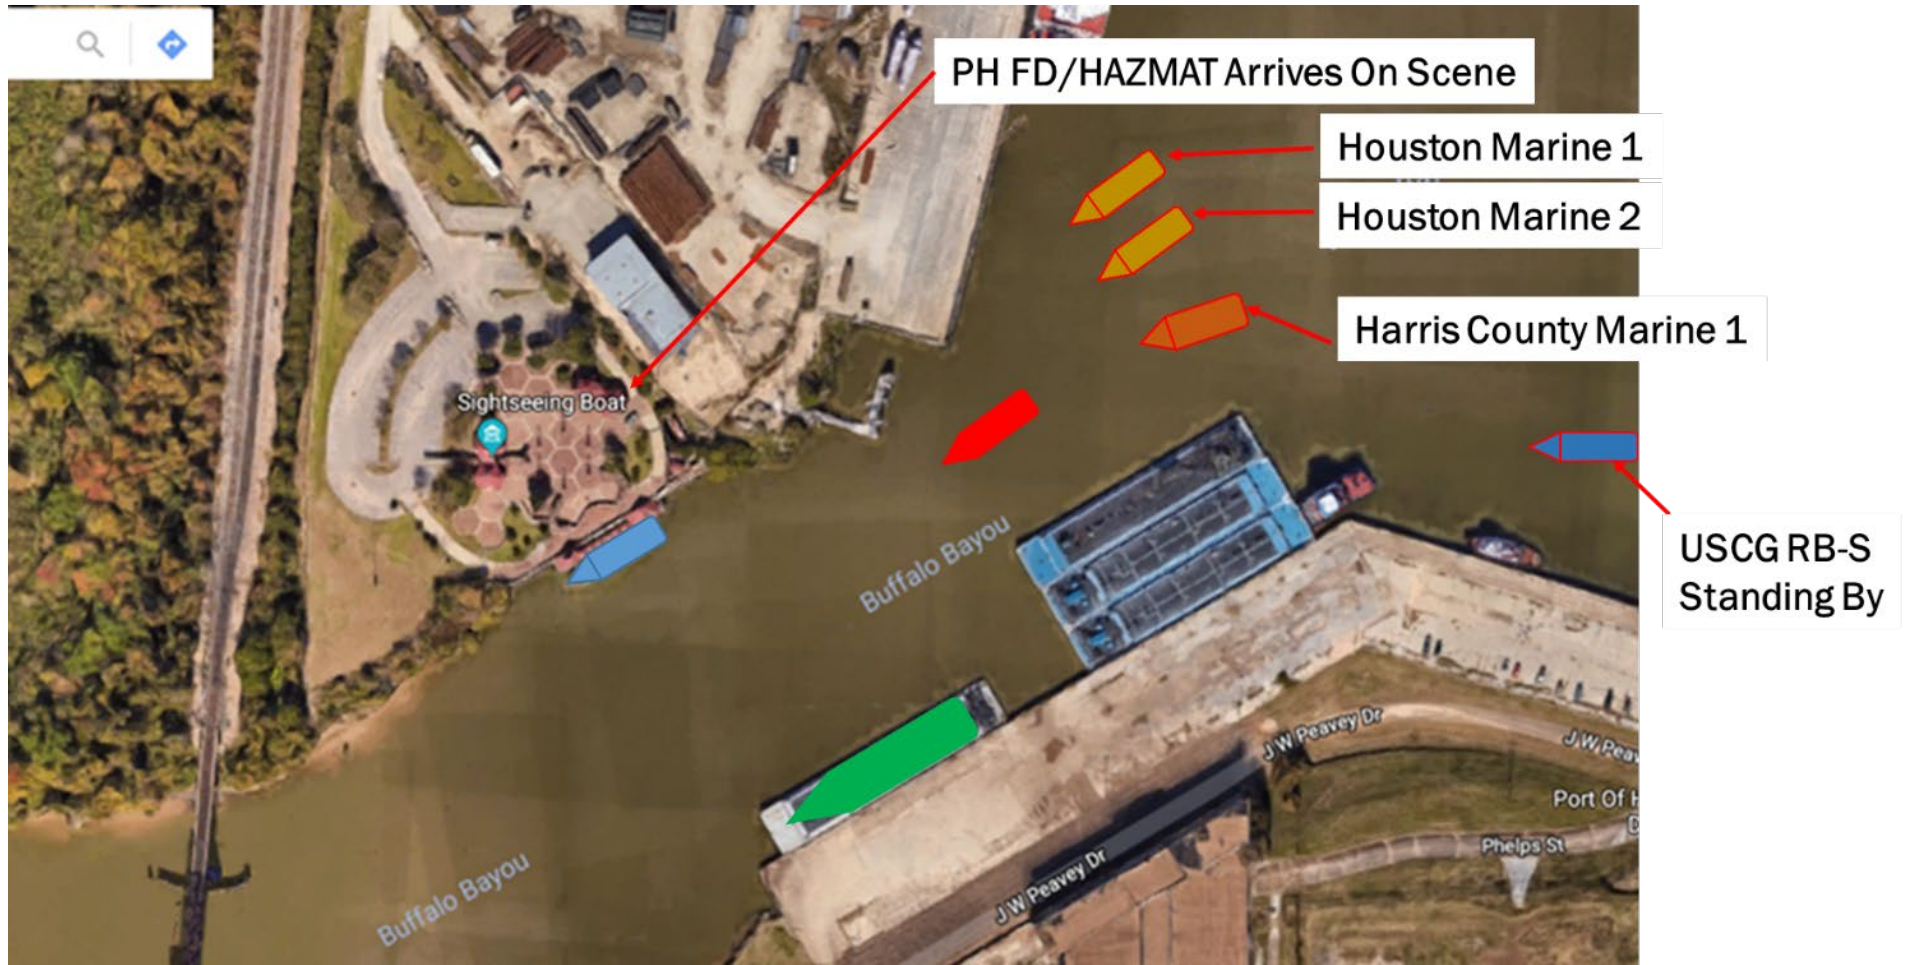 PH FD/HAZMAT Arrives On Scene
Houston Marine 1
Houston Marine 2
Harris County Marine 1
Sightseeing Boat
Buffalo Bayou
USCG RB-S
Standing By
J W Peavey Dr
J W Peav
Port Of H
D
Phelps St
J W Peavey Dr
Buffalo Bayou